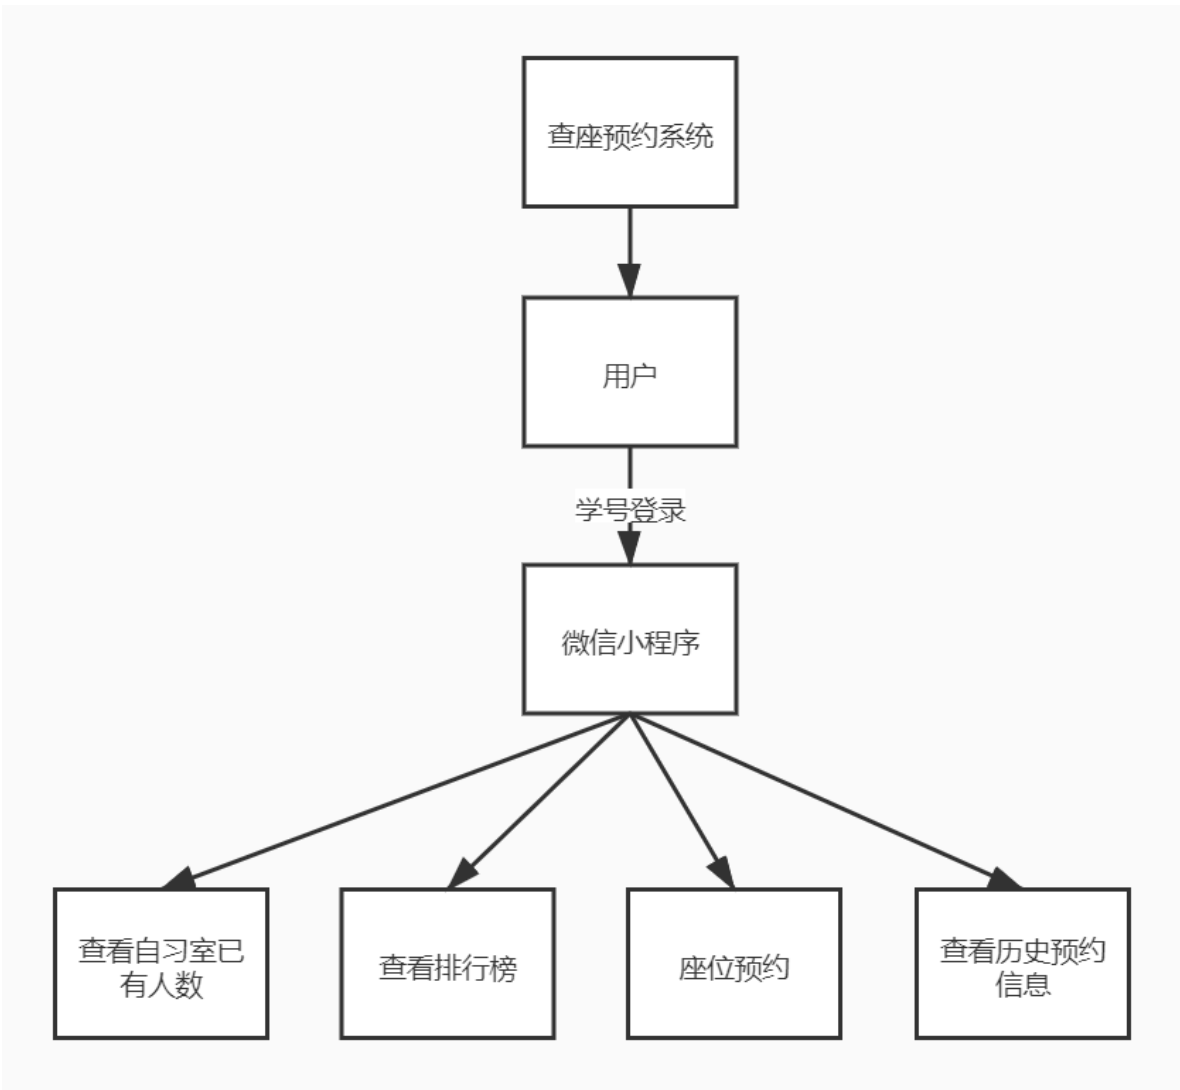 查座预约系统
用户
学号登录
微信小程序
查看自习室已
有人数
查看排行榜
座位预约
查看历史预约
信息